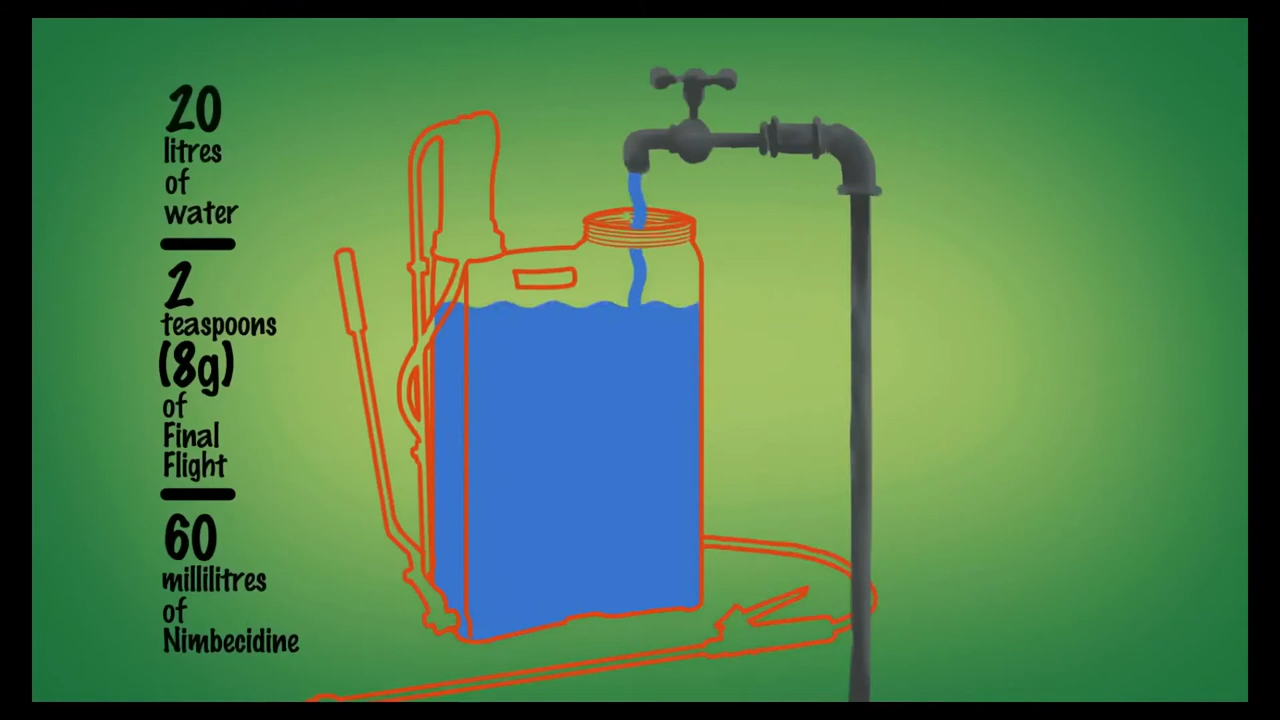 20
litres
of
water
2
teaspoons
(8g)
of
Final
Flight
60
millilitres
of
Nimbecidine